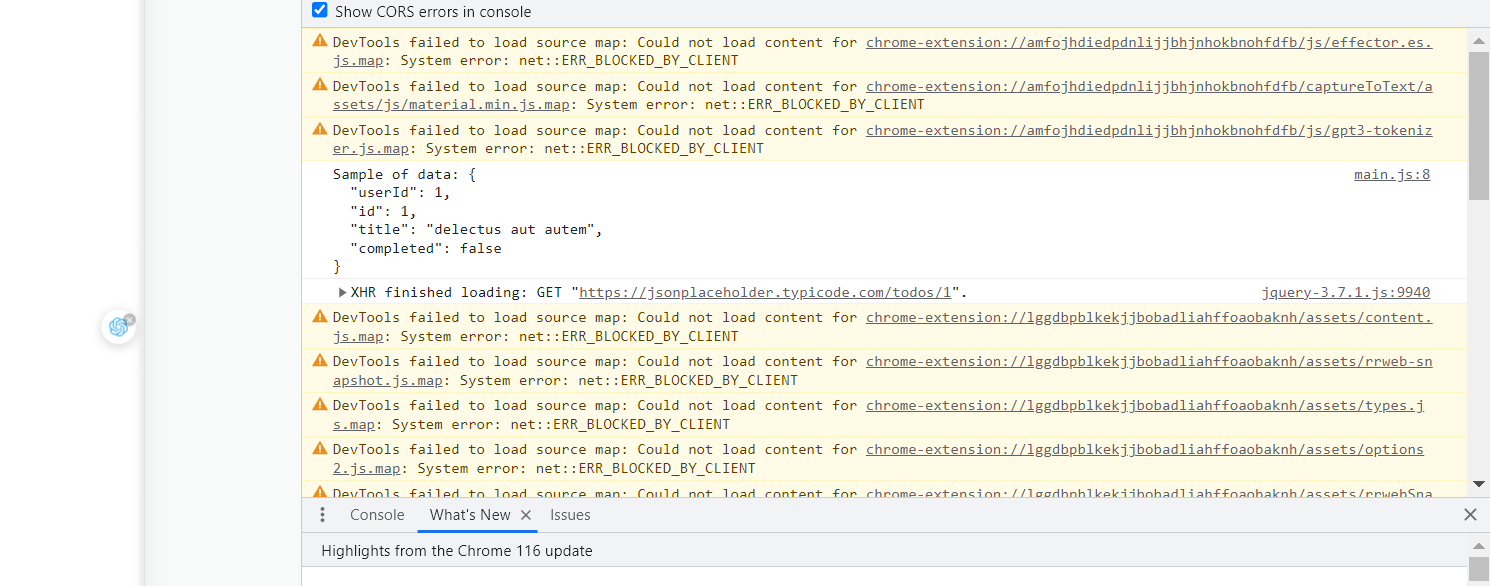 Show CORS errors in console
DevTools failed to load source map: Could not load content for chrome-extension://amfojhdiedpdnlijjbhjnhokbnohfdfb/js/effector.es.
js.map: System error: net::ERR_BLOCKED_BY_CLIENT
DevTools failed to load source map: Could not load content for chrome-extension://amfojhdiedpdnlijjbhjnhokbnohfdfb/captureToText/a
ssets/js/material.min.js.map: System error: net::ERR_BLOCKED_BY_CLIENT
DevTools failed to load source map: Could not load content for chrome-extension://amfojhdiedpdnlijjbhjnhokbnohfdfb/js/gpt3-tokeniz
er.js.map: System error: net::ERR_BLOCKED_BY_CLIENT
Sample of data: { main.js:8
"userId": 1,
"id": 1,
"title": "delectus aut autem",
"completed": false
}
XHR finished loading: GET "https://jsonplaceholder.typicode.com/todos/1". jquery-3.7.1.js:9940
DevTools failed to load source map: Could not load content for chrome-extension://lggdbpblkekjjbobadliahffoaobaknh/assets/content.
js.map: System error: net::ERR_BLOCKED_BY_CLIENT
DevTools failed to load source map: Could not load content for chrome-extension://lggdbpblkekjjbobadliahffoaobaknh/assets/rrweb-sn
apshot.js.map: System error: net::ERR_BLOCKED_BY_CLIENT
DevTools failed to load source map: Could not load content for chrome-extension://lggdbpblkekjjbobadliahffoaobaknh/assets/types.j
s.map: System error: net::ERR_BLOCKED_BY_CLIENT
DevTools failed to load source map: Could not load content for chrome-extension://lggdbpblkekjjbobadliahffoaobaknh/assets/options
2.js.map: System error: net::ERR_BLOCKED_BY_CLIENT
DevTools failed to load source map: Could not load content for chrome-extension://lggdbpblkekjjbobadliahffoaobaknh/assets/rrwebSna
Console What's New Issues
Highlights from the Chrome 116 update